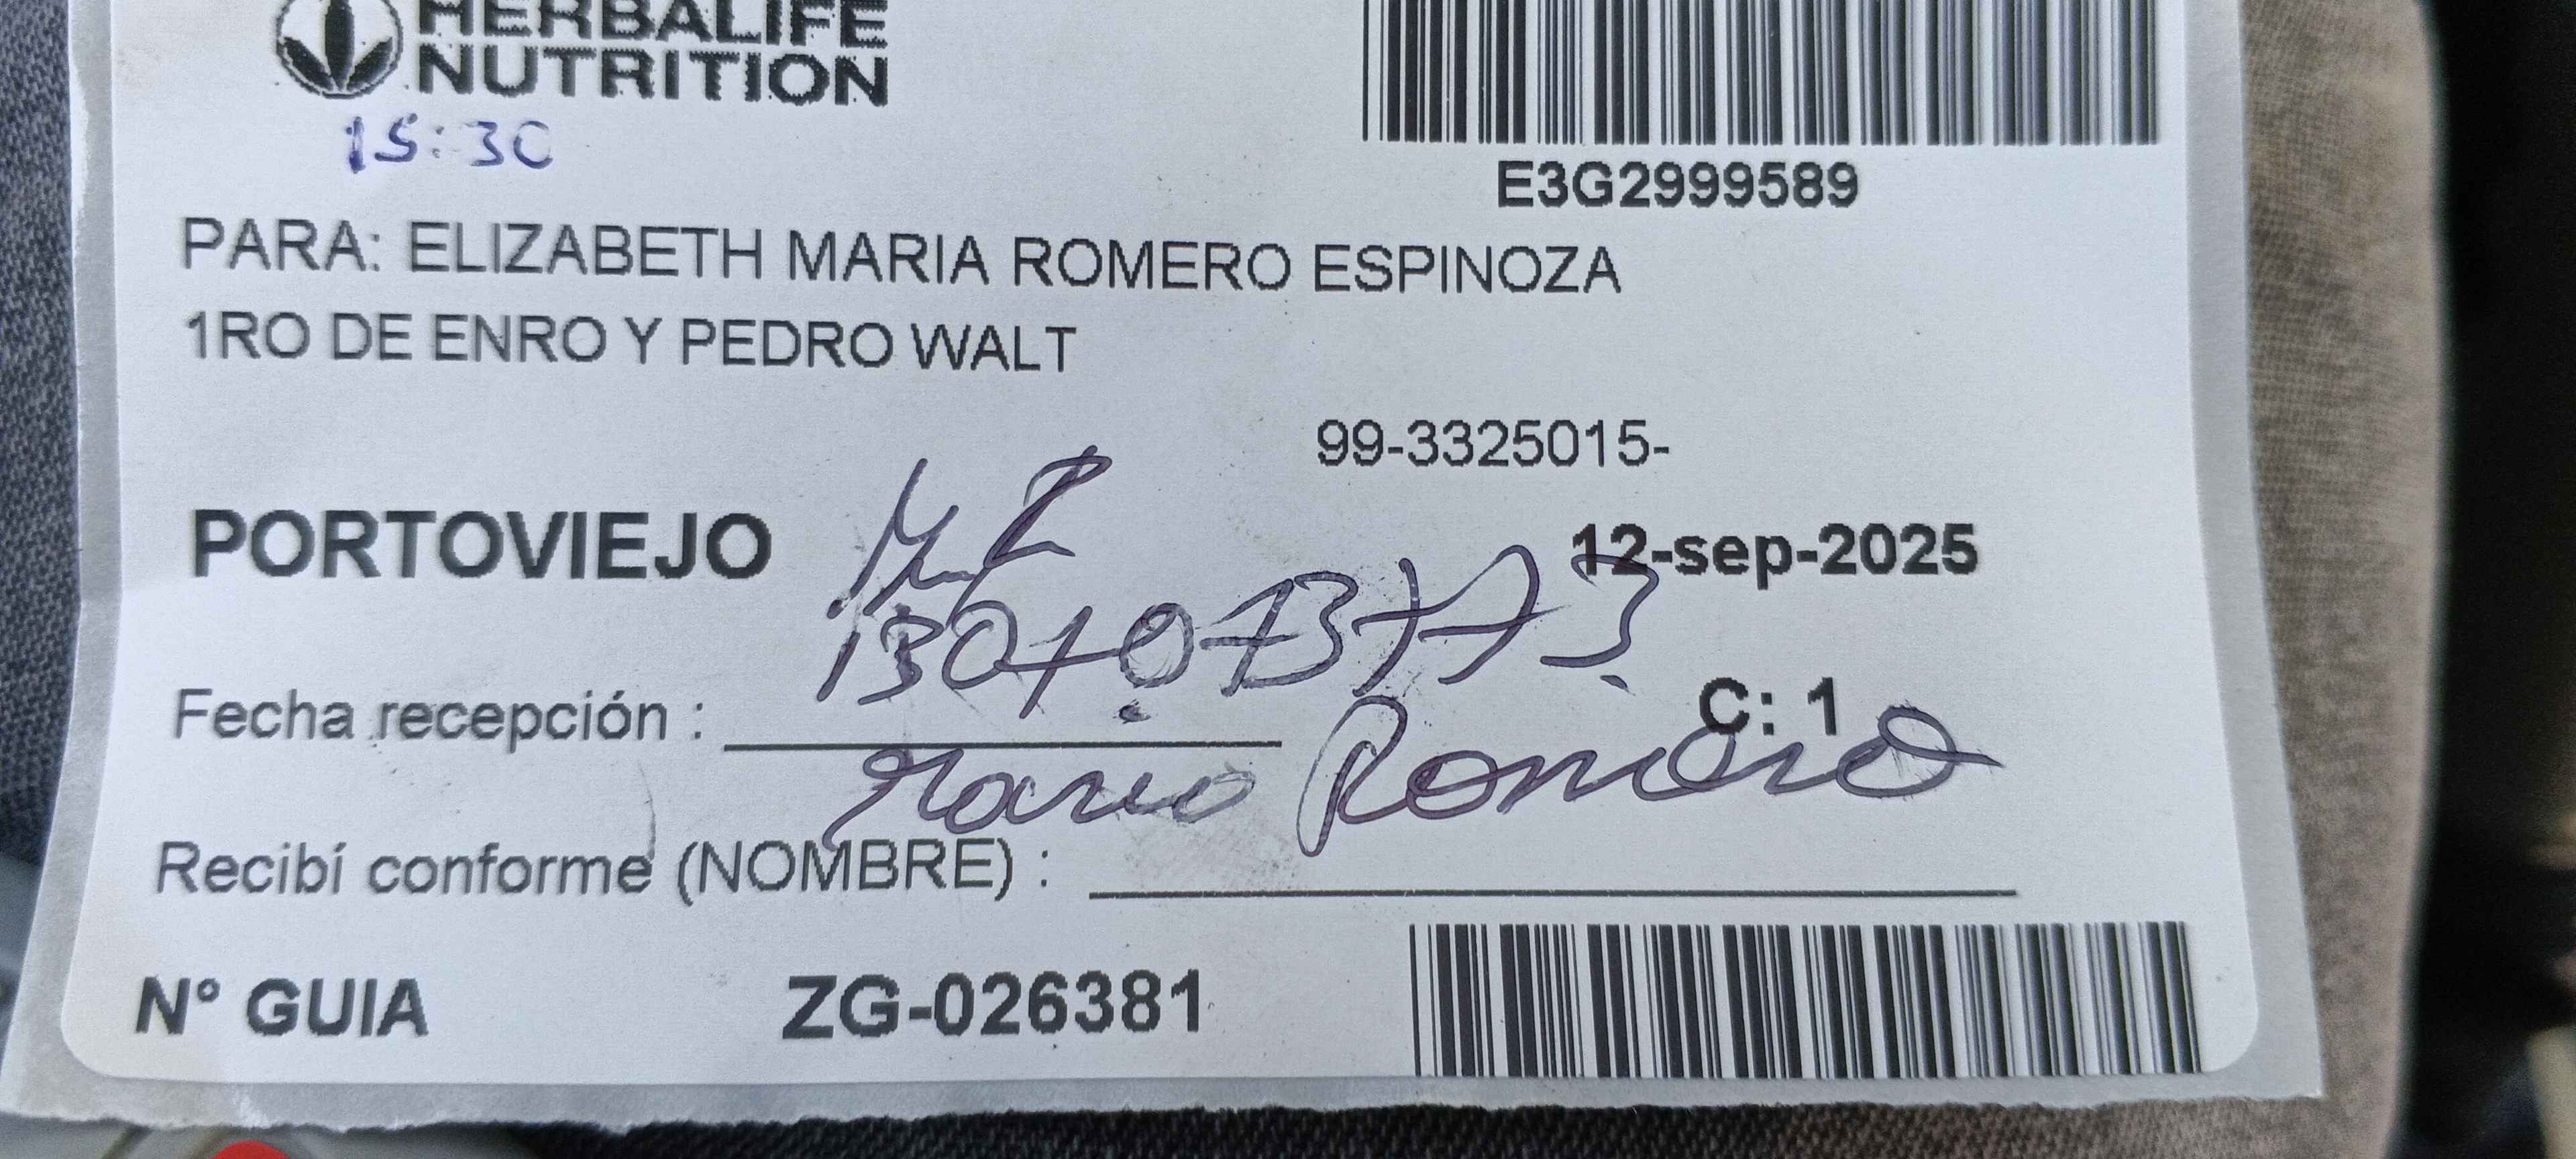 HERBALIFE
NUTRITION
15:30
E3G2999589
PARA: ELIZABETH MARIA ROMERO ESPINOZA
1RO DE ENRO Y PEDRO WALT
99-3325015-
PORTOVIEJO
12-sep-2025
Fecha recepción :
C: 1
Mario Romero
Recibí conforme (NOMBRE) :
N° GUIA ZG-026381